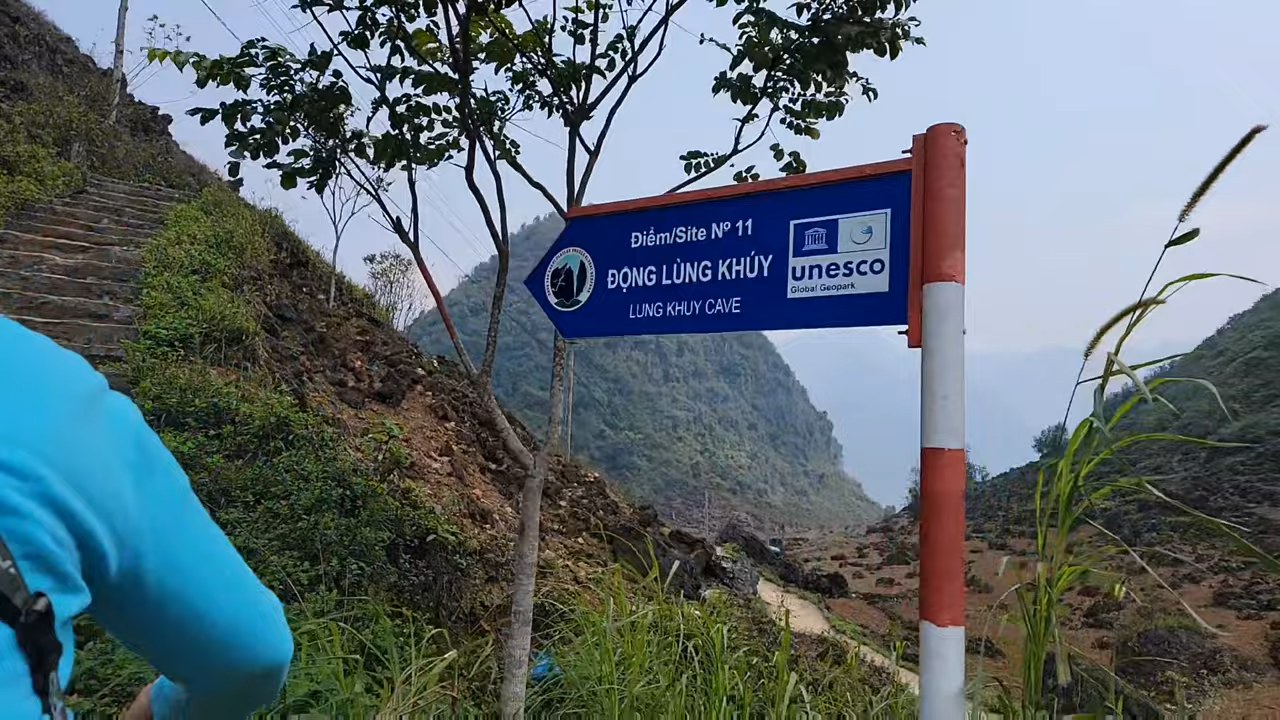 Điểm/Site Nº 11
ĐỘNG LÙNG KHÚY
LUNG KHUY CAVE
unesco
Global Geopark